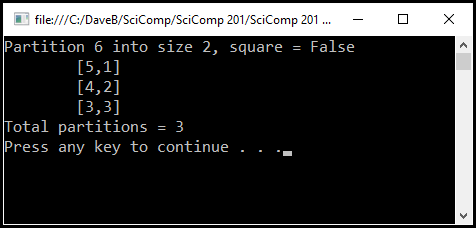 file:///C:/DaveB/SciComp/SciComp 201/SciComp 201 ...
Partition 6 into size 2, square = False
[5,1]
[4,2]
[3,3]
Total partitions = 3
Press any key to continue . . .